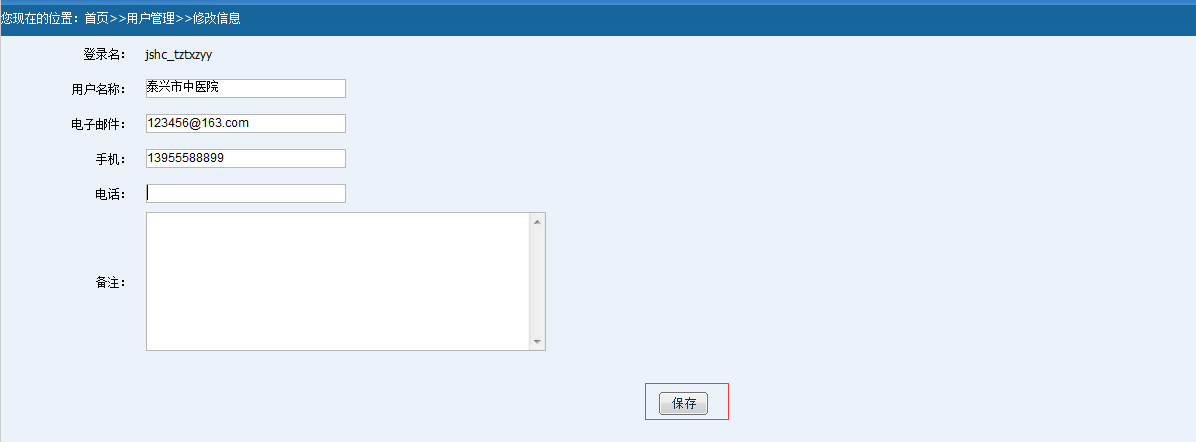 您现在的位置：首页>>用户管理>>修改信息
登录名： jshc_tztxzyy
用户名称： 泰兴市中医院
电子邮件： 123456@163.com
手机： 13955588899
电话：
备注：
保存